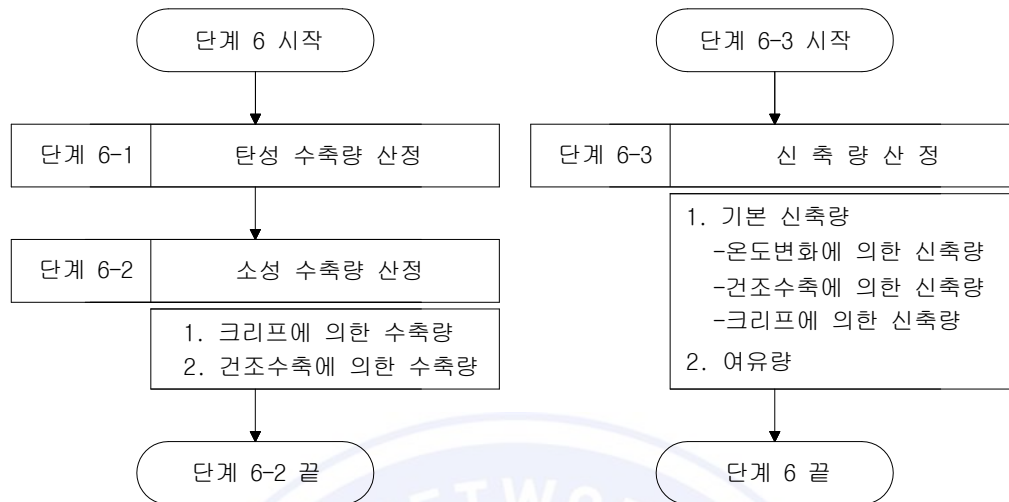 단계 6 시작
단계 6-1
탄성 수축량 산정
단계 6-2
소성 수축량 산정
1. 크리프에 의한 수축량
2. 건조수축에 의한 수축량
단계 6-2 끝
단계 6-3 시작
단계 6-3
신 축 량 산 정
1. 기본 신축량
-온도변화에 의한 신축량
-건조수축에 의한 신축량
-크리프에 의한 신축량
2. 여유량
단계 6 끝
ETWO